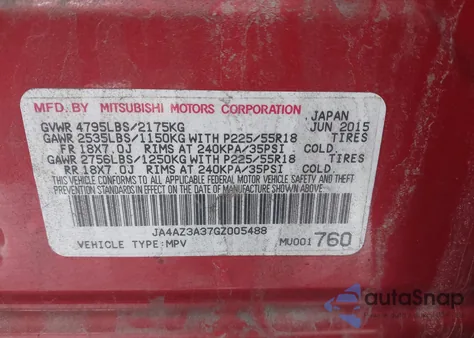 MFD. BY MITSUBISHI MOTORS CORPORATION JAPAN
GVWR 4795LBS/2175KG JUN 2015
GAWR 2535LBS/1150KG WITH P225/55R18 TIRES
FR 18X7.0J RIMS AT 240KPA/35PSI COLD.
GAWR 2756LBS/1250KG WITH P225/55R18 TIRES
RR 18X7.0J RIMS AT 240KPA/35PSI COLD.
THIS VEHICLE CONFORMS TO ALL APPLICABLE FEDERAL MOTOR VEHICLE SAFETY, BUMPER AND THEFT
PREVENTION STANDARDS IN EFFECT ON THE DATE OF MANUFACTURE SHOWN ABOVE.
JA4AZ3A37GZ005488
VEHICLE TYPE:MPV MU001 760
autoSnap